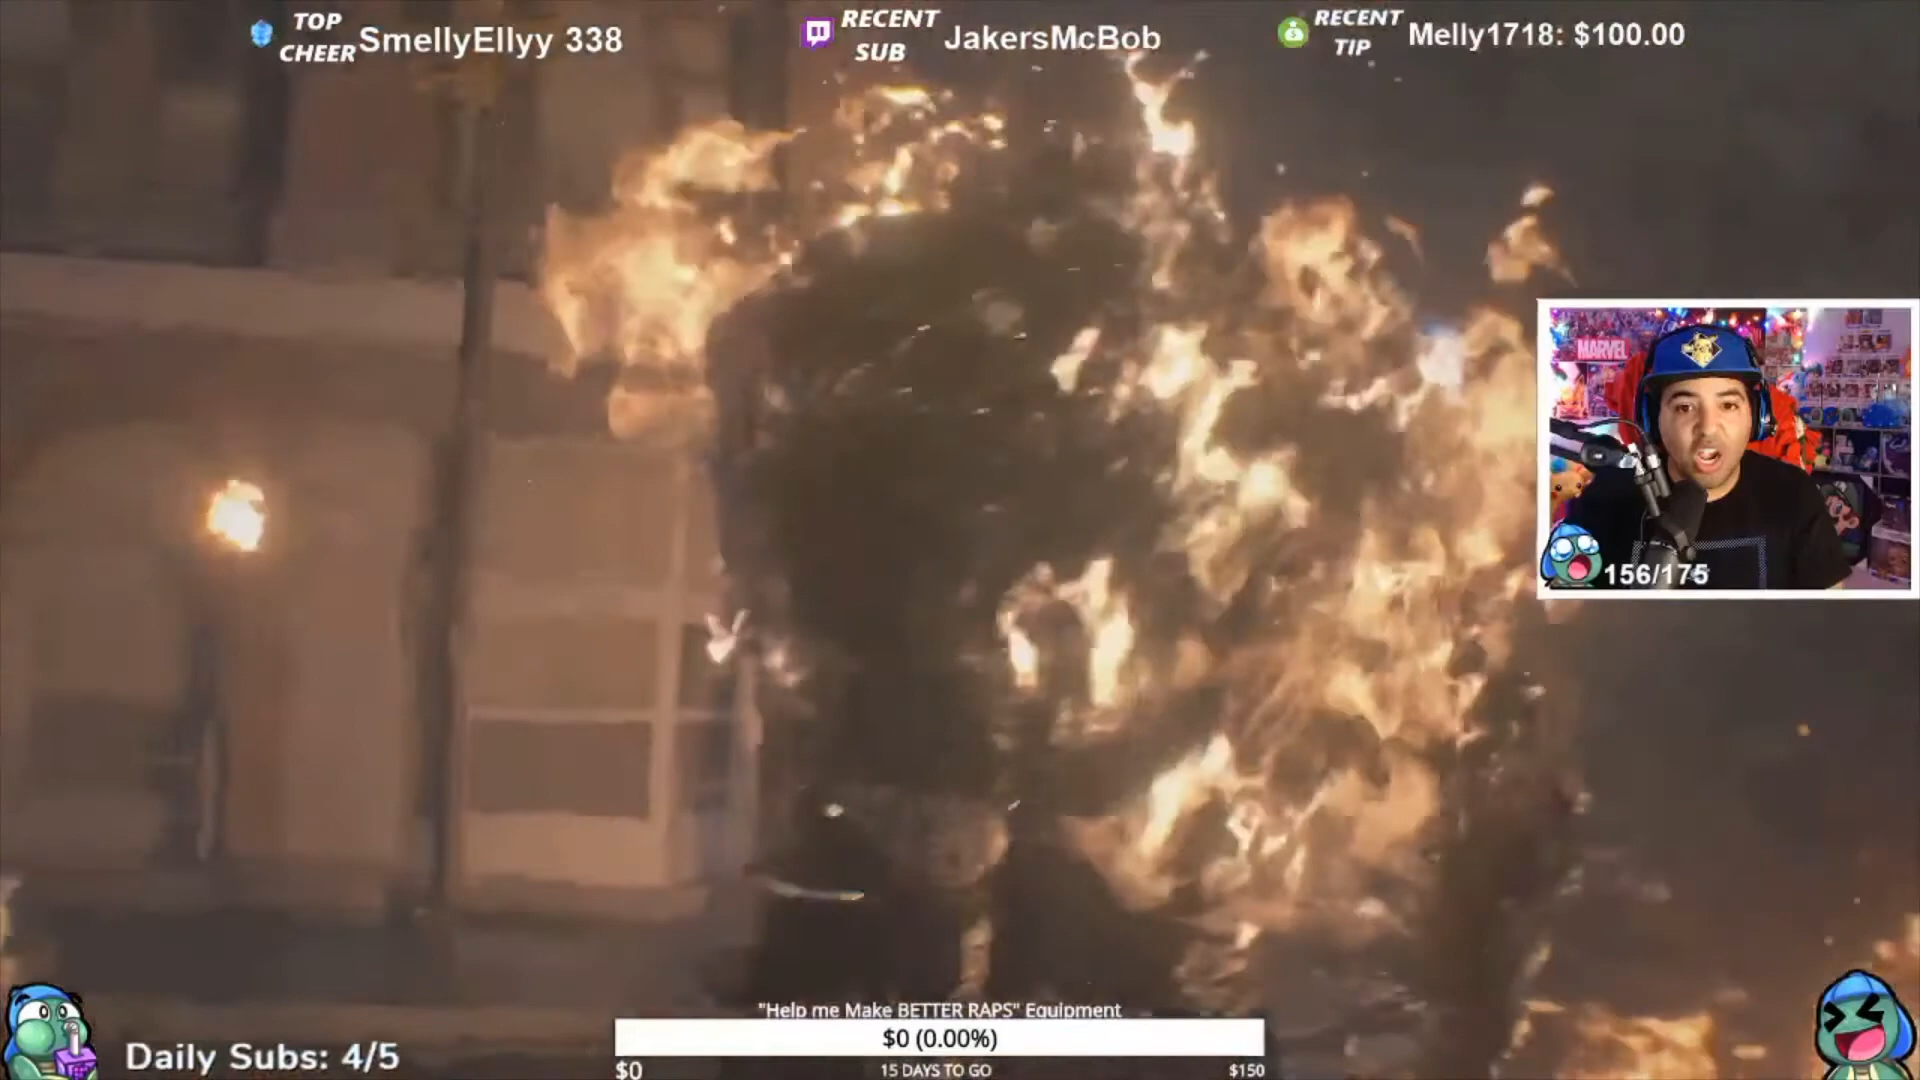 TOP
CHEER SmellyEllyy 338
RECENT
SUB JakersMcBob
RECENT
TIP Melly1718: $100.00
MARVEL
156/175
"Help me Make BETTER RAPS" Equipment
$0 (0.00%)
Daily Subs: 4/5
$0 15 DAYS TO GO $150